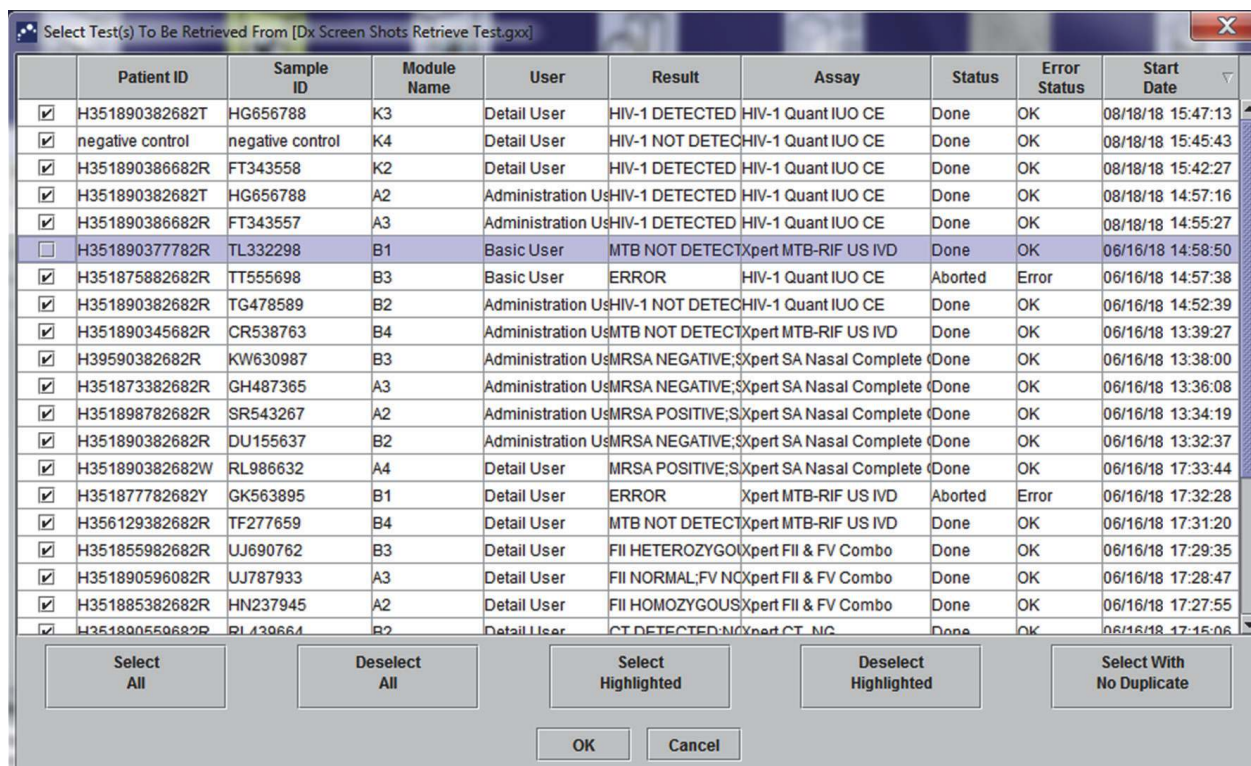 Select Test(s) To Be Retrieved From [Dx Screen Shots Retrieve Test.gxx]
Patient ID Sample ID Module Name User Result Assay Status Error Status Start Date
H351890382682T HG656788 K3 Detail User HIV-1 DETECTED HIV-1 Quant IUO CE Done OK 08/18/18 15:47:13
negative control negative control K4 Detail User HIV-1 NOT DETEC HIV-1 Quant IUO CE Done OK 08/18/18 15:45:43
H351890386682R FT343558 K2 Detail User HIV-1 DETECTED HIV-1 Quant IUO CE Done OK 08/18/18 15:42:27
H351890382682T HG656788 A2 Administration Us HIV-1 DETECTED HIV-1 Quant IUO CE Done OK 08/18/18 14:57:16
H351890386682R FT343557 A3 Administration Us HIV-1 DETECTED HIV-1 Quant IUO CE Done OK 08/18/18 14:55:27
H351890377782R TL332298 B1 Basic User MTB NOT DETECT Xpert MTB-RIF US IVD Done OK 06/16/18 14:58:50
H351875882682R TT555698 B3 Basic User ERROR HIV-1 Quant IUO CE Aborted Error 06/16/18 14:57:38
H351890382682R TG478589 B2 Administration Us HIV-1 NOT DETEC HIV-1 Quant IUO CE Done OK 06/16/18 14:52:39
H351890345682R CR538763 B4 Administration Us MTB NOT DETECT Xpert MTB-RIF US IVD Done OK 06/16/18 13:39:27
H39590382682R KW630987 B3 Administration Us MRSA NEGATIVE;S Xpert SA Nasal Complete Done OK 06/16/18 13:38:00
H351873382682R GH487365 A3 Administration Us MRSA NEGATIVE;S Xpert SA Nasal Complete Done OK 06/16/18 13:36:08
H351898782682R SR543267 A2 Administration Us MRSA POSITIVE;S Xpert SA Nasal Complete Done OK 06/16/18 13:34:19
H351890382682R DU155637 B2 Administration Us MRSA NEGATIVE;S Xpert SA Nasal Complete Done OK 06/16/18 13:32:37
H351890382682W RL986632 A4 Detail User MRSA POSITIVE;S Xpert SA Nasal Complete Done OK 06/16/18 17:33:44
H351877782682Y GK563895 B1 Detail User ERROR Xpert MTB-RIF US IVD Aborted Error 06/16/18 17:32:28
H356129382682R TF277659 B4 Detail User MTB NOT DETECT Xpert MTB-RIF US IVD Done OK 06/16/18 17:31:20
H351855982682R UJ690762 B3 Detail User FII HETEROZYGOU Xpert FII & FV Combo Done OK 06/16/18 17:29:35
H351890596082R UJ787933 A3 Detail User FII NORMAL;FV NO Xpert FII & FV Combo Done OK 06/16/18 17:28:47
H351885382682R HN237945 A2 Detail User FII HOMOZYGOUS Xpert FII & FV Combo Done OK 06/16/18 17:27:55
H351890559682R RL439664 B2 Detail User CT DETECTED;NG Xpert CT_NG Done OK 06/16/18 17:15:06
Select All Deselect All Select Highlighted Deselect Highlighted Select With No Duplicate
OK Cancel